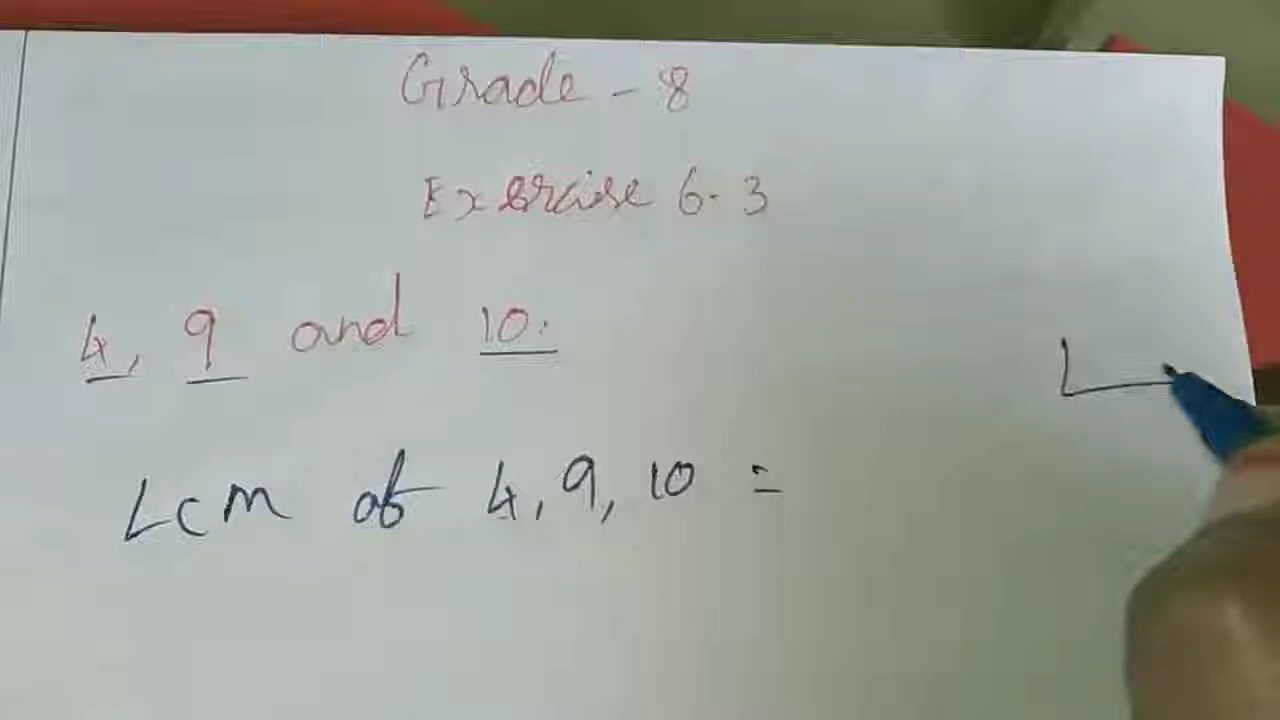 Grade - 8
Exercise 6.3
4, 9 and 10.
LCM of 4, 9, 10 =